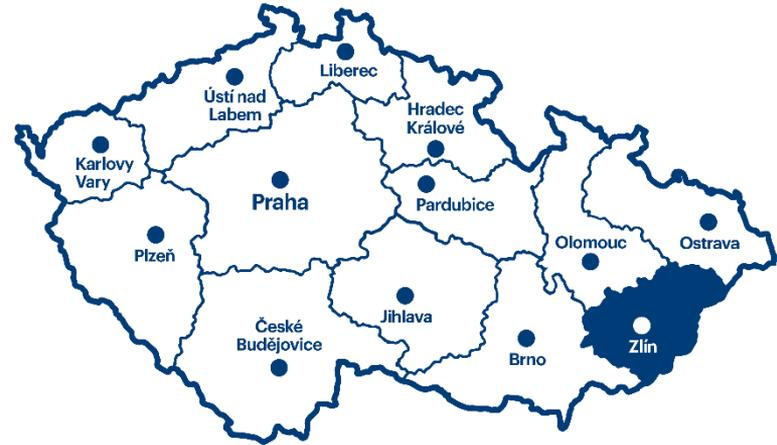 Liberec
Ústí nad
Labem
Hradec
Králové
Karlovy
Vary
Praha
Pardubice
Plzeň
Olomouc
Ostrava
Jihlava
České
Budějovice
Brno
Zlín